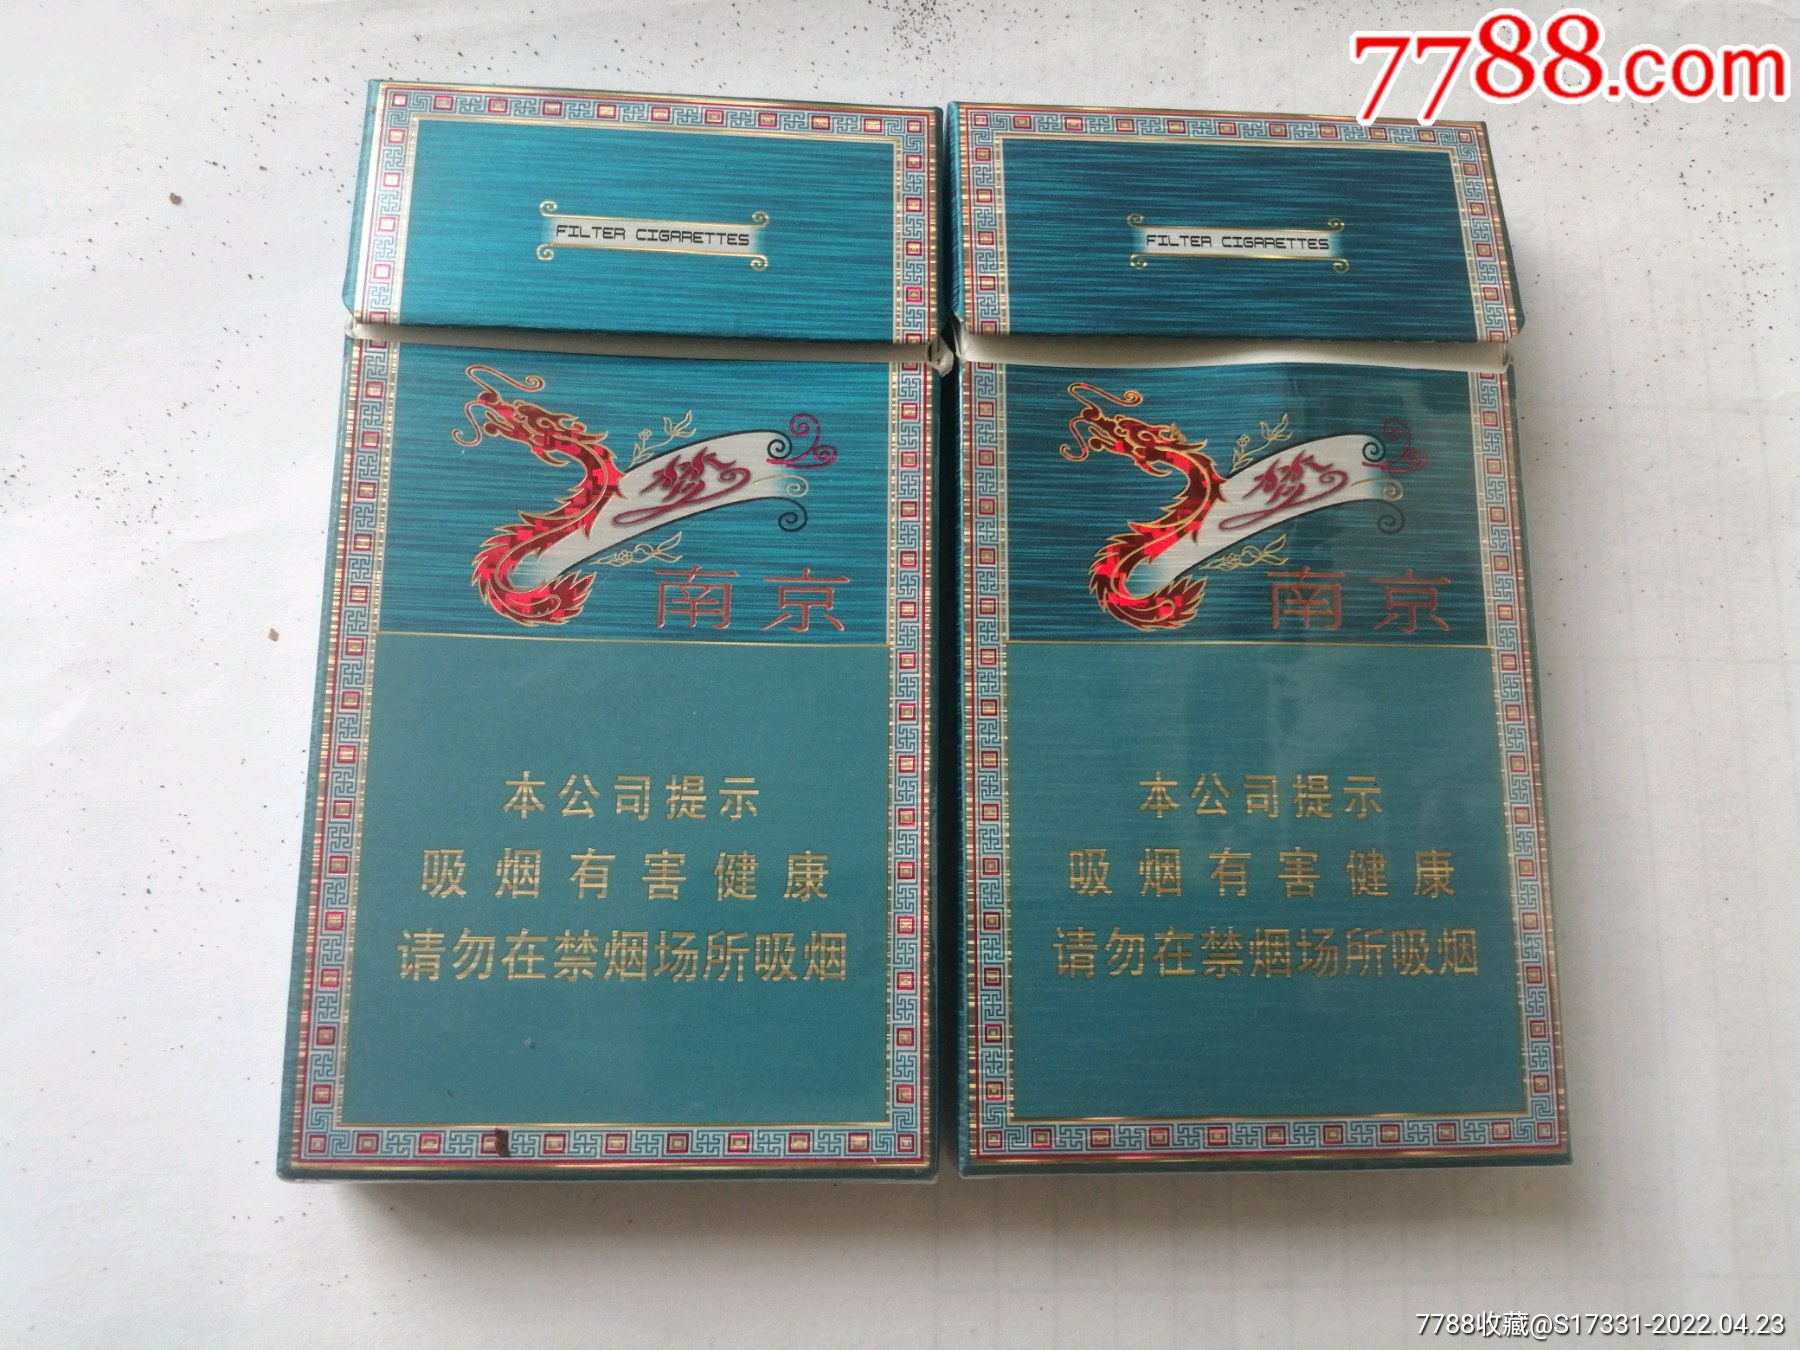 7788.com
FILTER CIGARETTES
FILTER CIGARETTES
南京
南京
本公司提示
吸烟有害健康
请勿在禁烟场所吸烟
本公司提示
吸烟有害健康
请勿在禁烟场所吸烟
7788收藏@S17331-2022.04.23